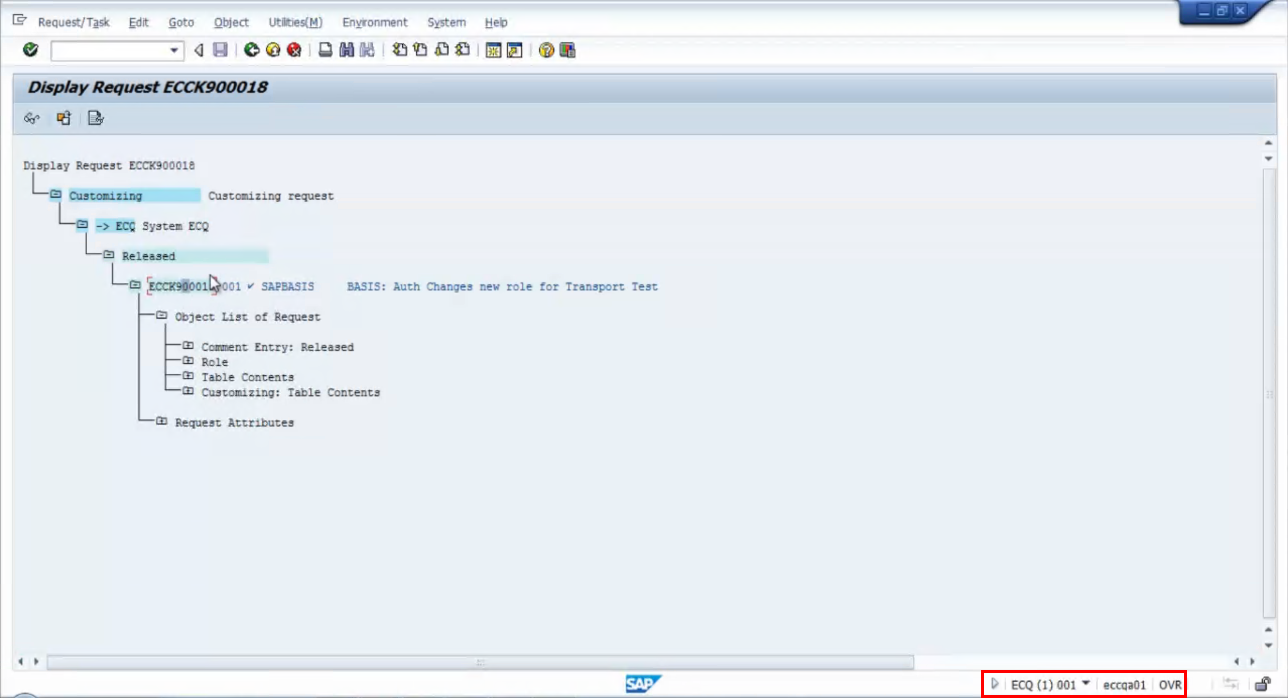 Request/Task Edit Goto Object Utilities(M) Environment System Help
Display Request ECCK900018
Display Request ECCK900018
Customizing Customizing request
-> ECQ System ECQ
Released
001 ✔ SAPBASIS BASIS: Auth Changes new role for Transport Test
Object List of Request
Comment Entry: Released
Role
Table Contents
Customizing: Table Contents
Request Attributes
SAP ECQ (1) 001 eccqa01 OVR